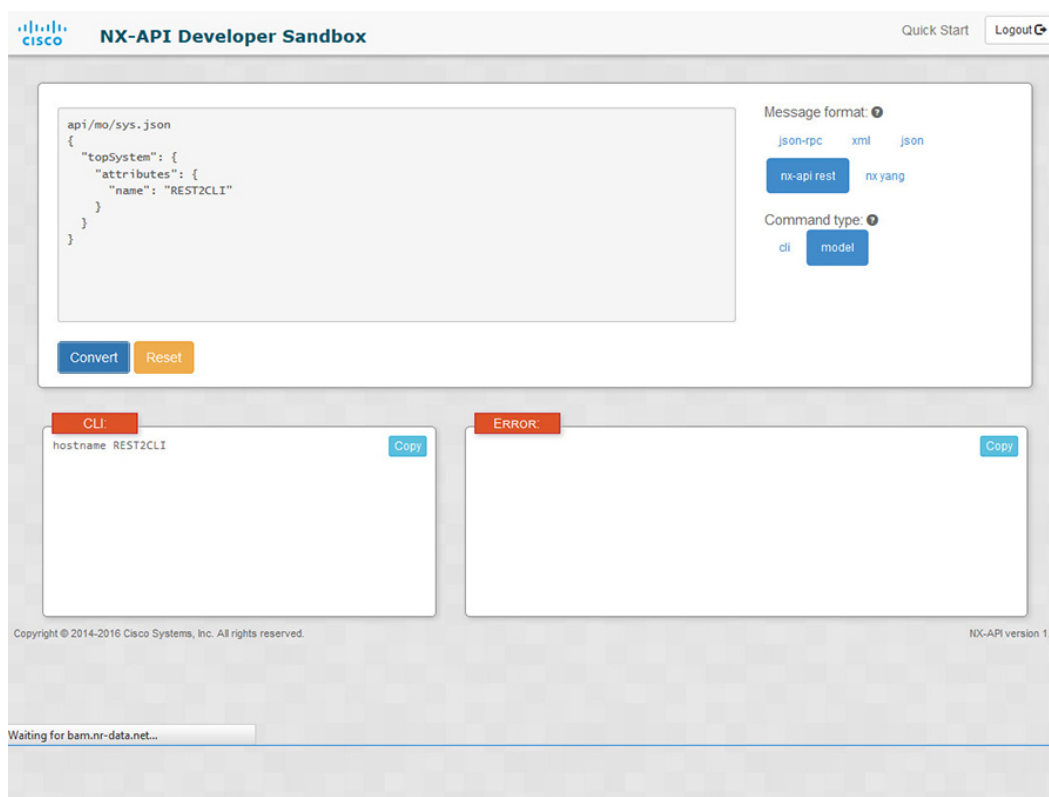 CISCO
NX-API Developer Sandbox
Quick Start
Logout
api/mo/sys.json
{
  "topSystem": {
    "attributes": {
      "name": "REST2CLI"
    }
  }
}
Message format:
json-rpc xml json
nx-api rest nx yang
Command type:
cli model
Convert Reset
CLI:
Copy
hostname REST2CLI
ERROR:
Copy
Copyright © 2014-2016 Cisco Systems, Inc. All rights reserved.
NX-API version 1.
Waiting for bam.nr-data.net...